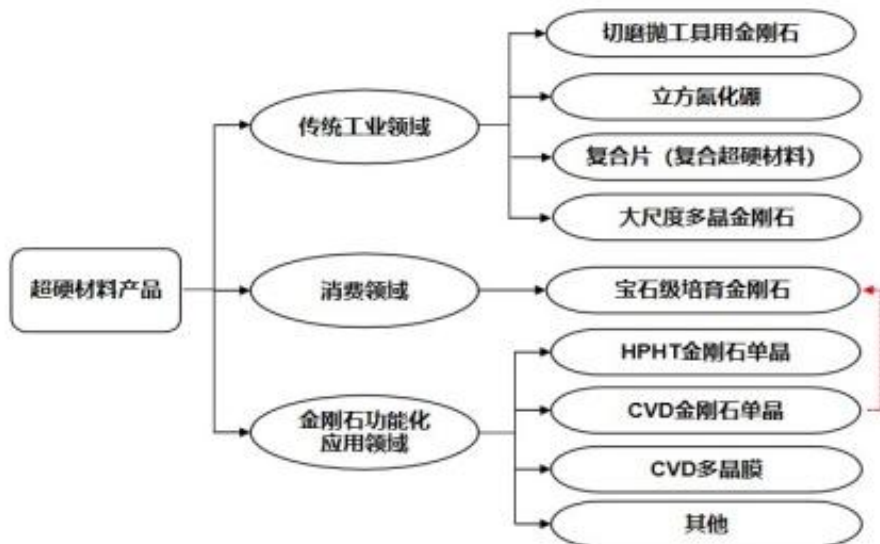 切磨抛工具用金刚石
传统工业领域
立方氮化硼
复合片（复合超硬材料）
大尺度多晶金刚石
超硬材料产品
消费领域
宝石级培育金刚石
HPHT金刚石单晶
金刚石功能化
应用领域
CVD金刚石单晶
CVD多晶膜
其他